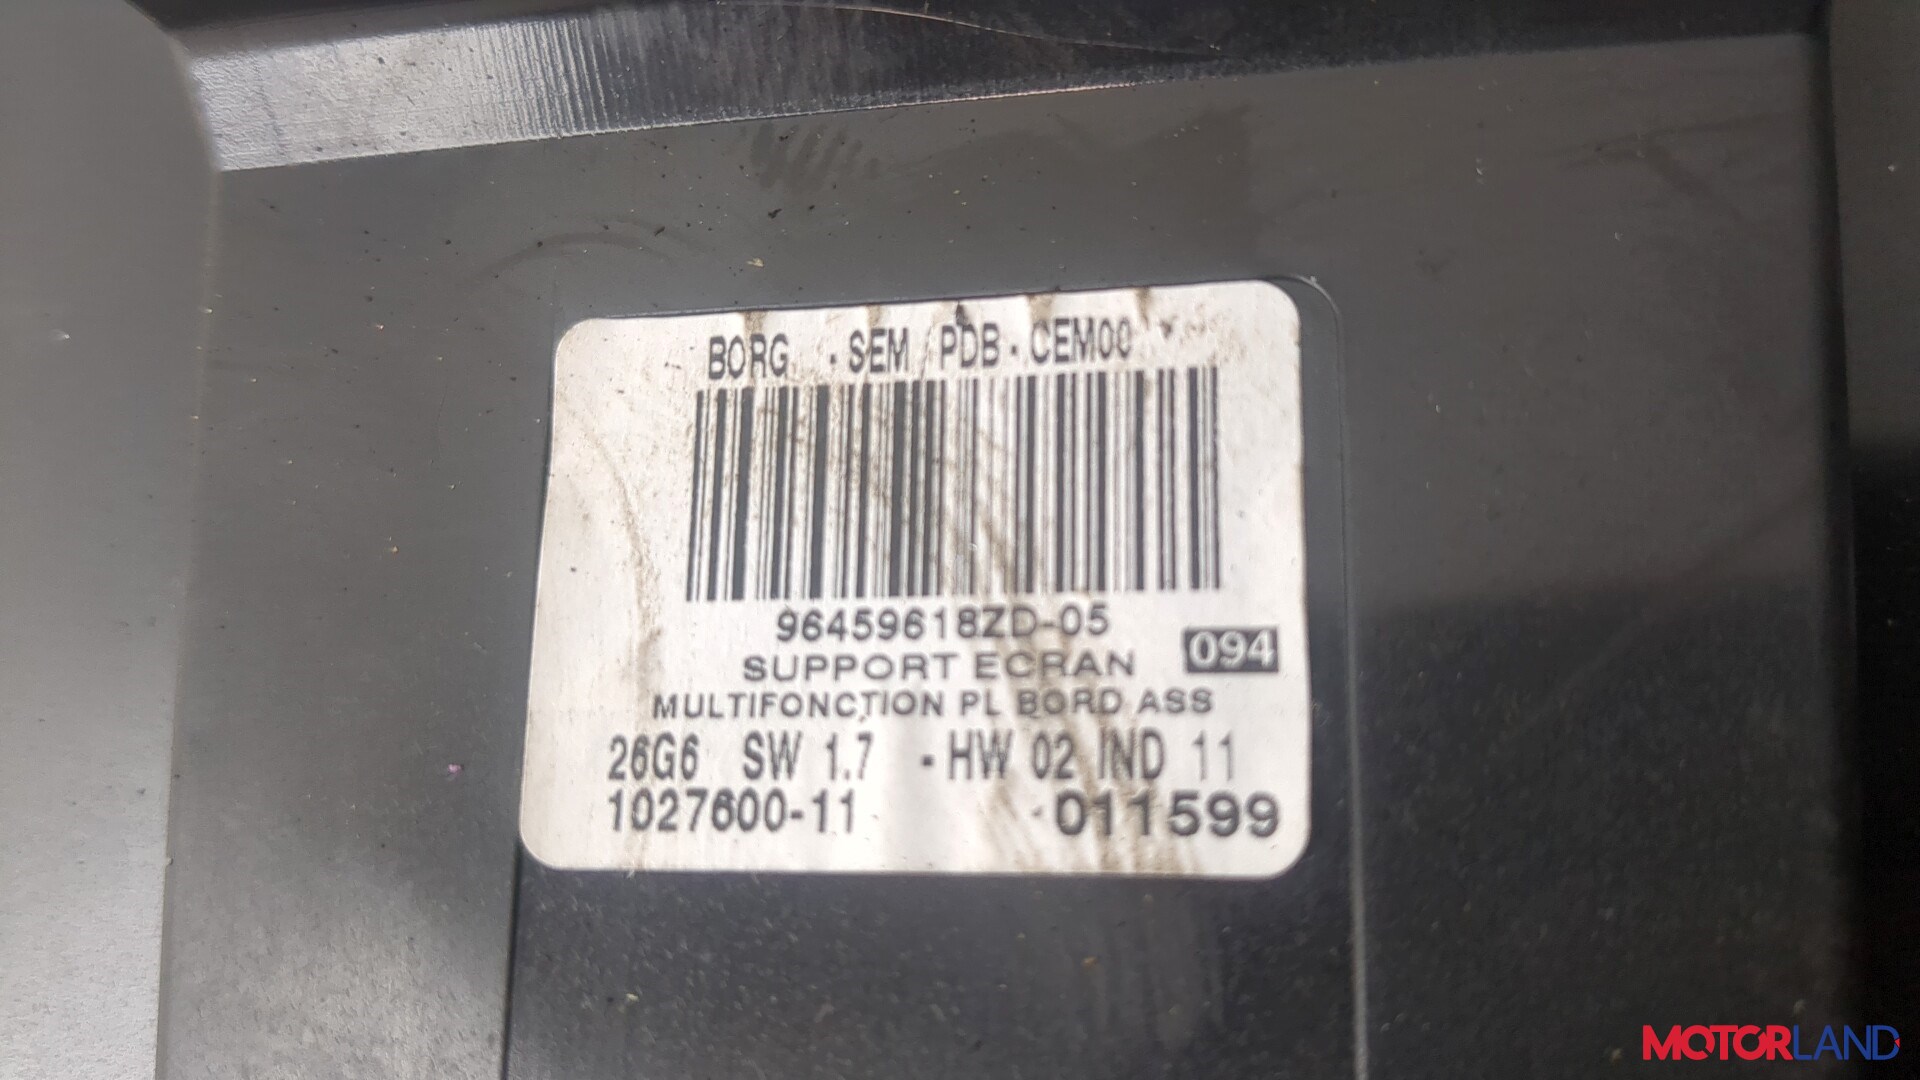 BORG - SEM PDB - CEM00
96459618ZD-05
094
SUPPORT ECRAN
MULTIFONCTION PL BORD ASS
26G6 SW 1.7 - HW 02 IND 11
1027600-11 011599
MOTORLAND